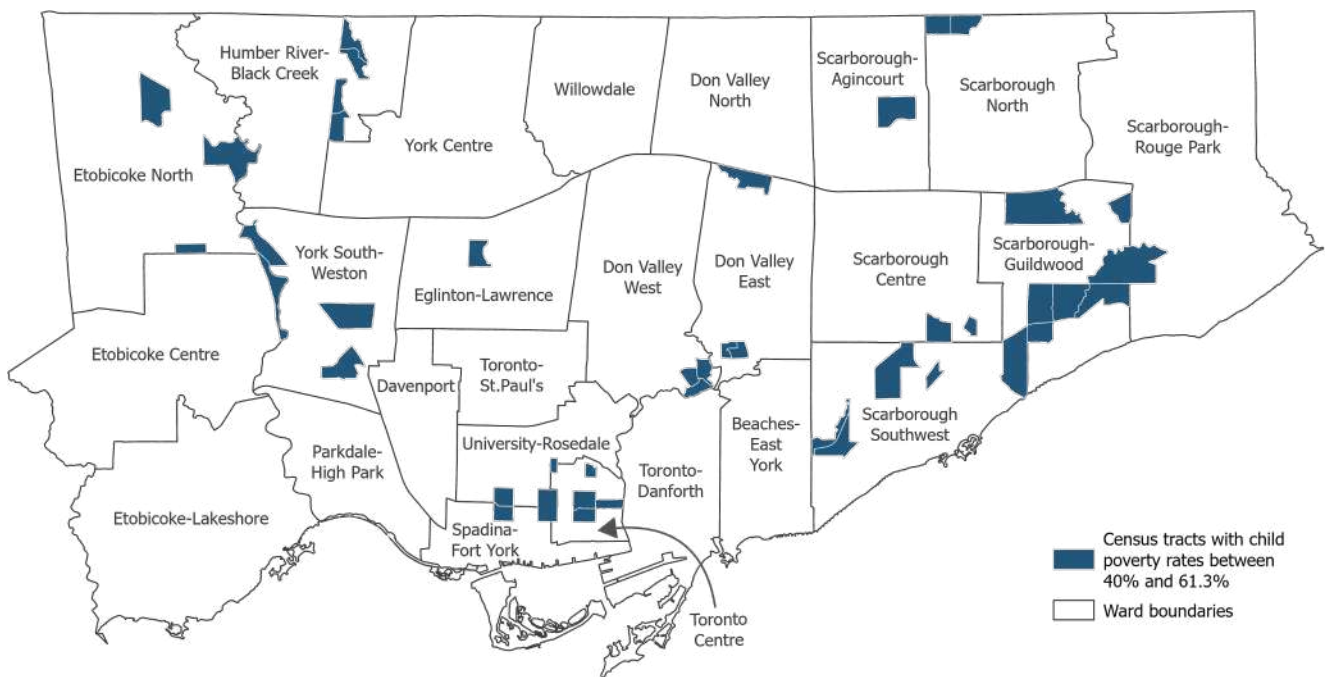 Humber River-
Black Creek
Willowdale
Don Valley
North
Scarborough-
Agincourt
Scarborough
North
Scarborough-
Rouge Park
York Centre
Etobicoke North
York South-
Weston
Eglinton-Lawrence
Don Valley
West
Don Valley
East
Scarborough
Centre
Scarborough-
Guildwood
Etobicoke Centre
Davenport
Toronto-
St.Paul's
Scarborough
Southwest
Parkdale-
High Park
University-Rosedale
Toronto-
Danforth
Beaches-
East
York
Etobicoke-Lakeshore
Spadina-
Fort York
Toronto
Centre
Census tracts with child
poverty rates between
40% and 61.3%
Ward boundaries